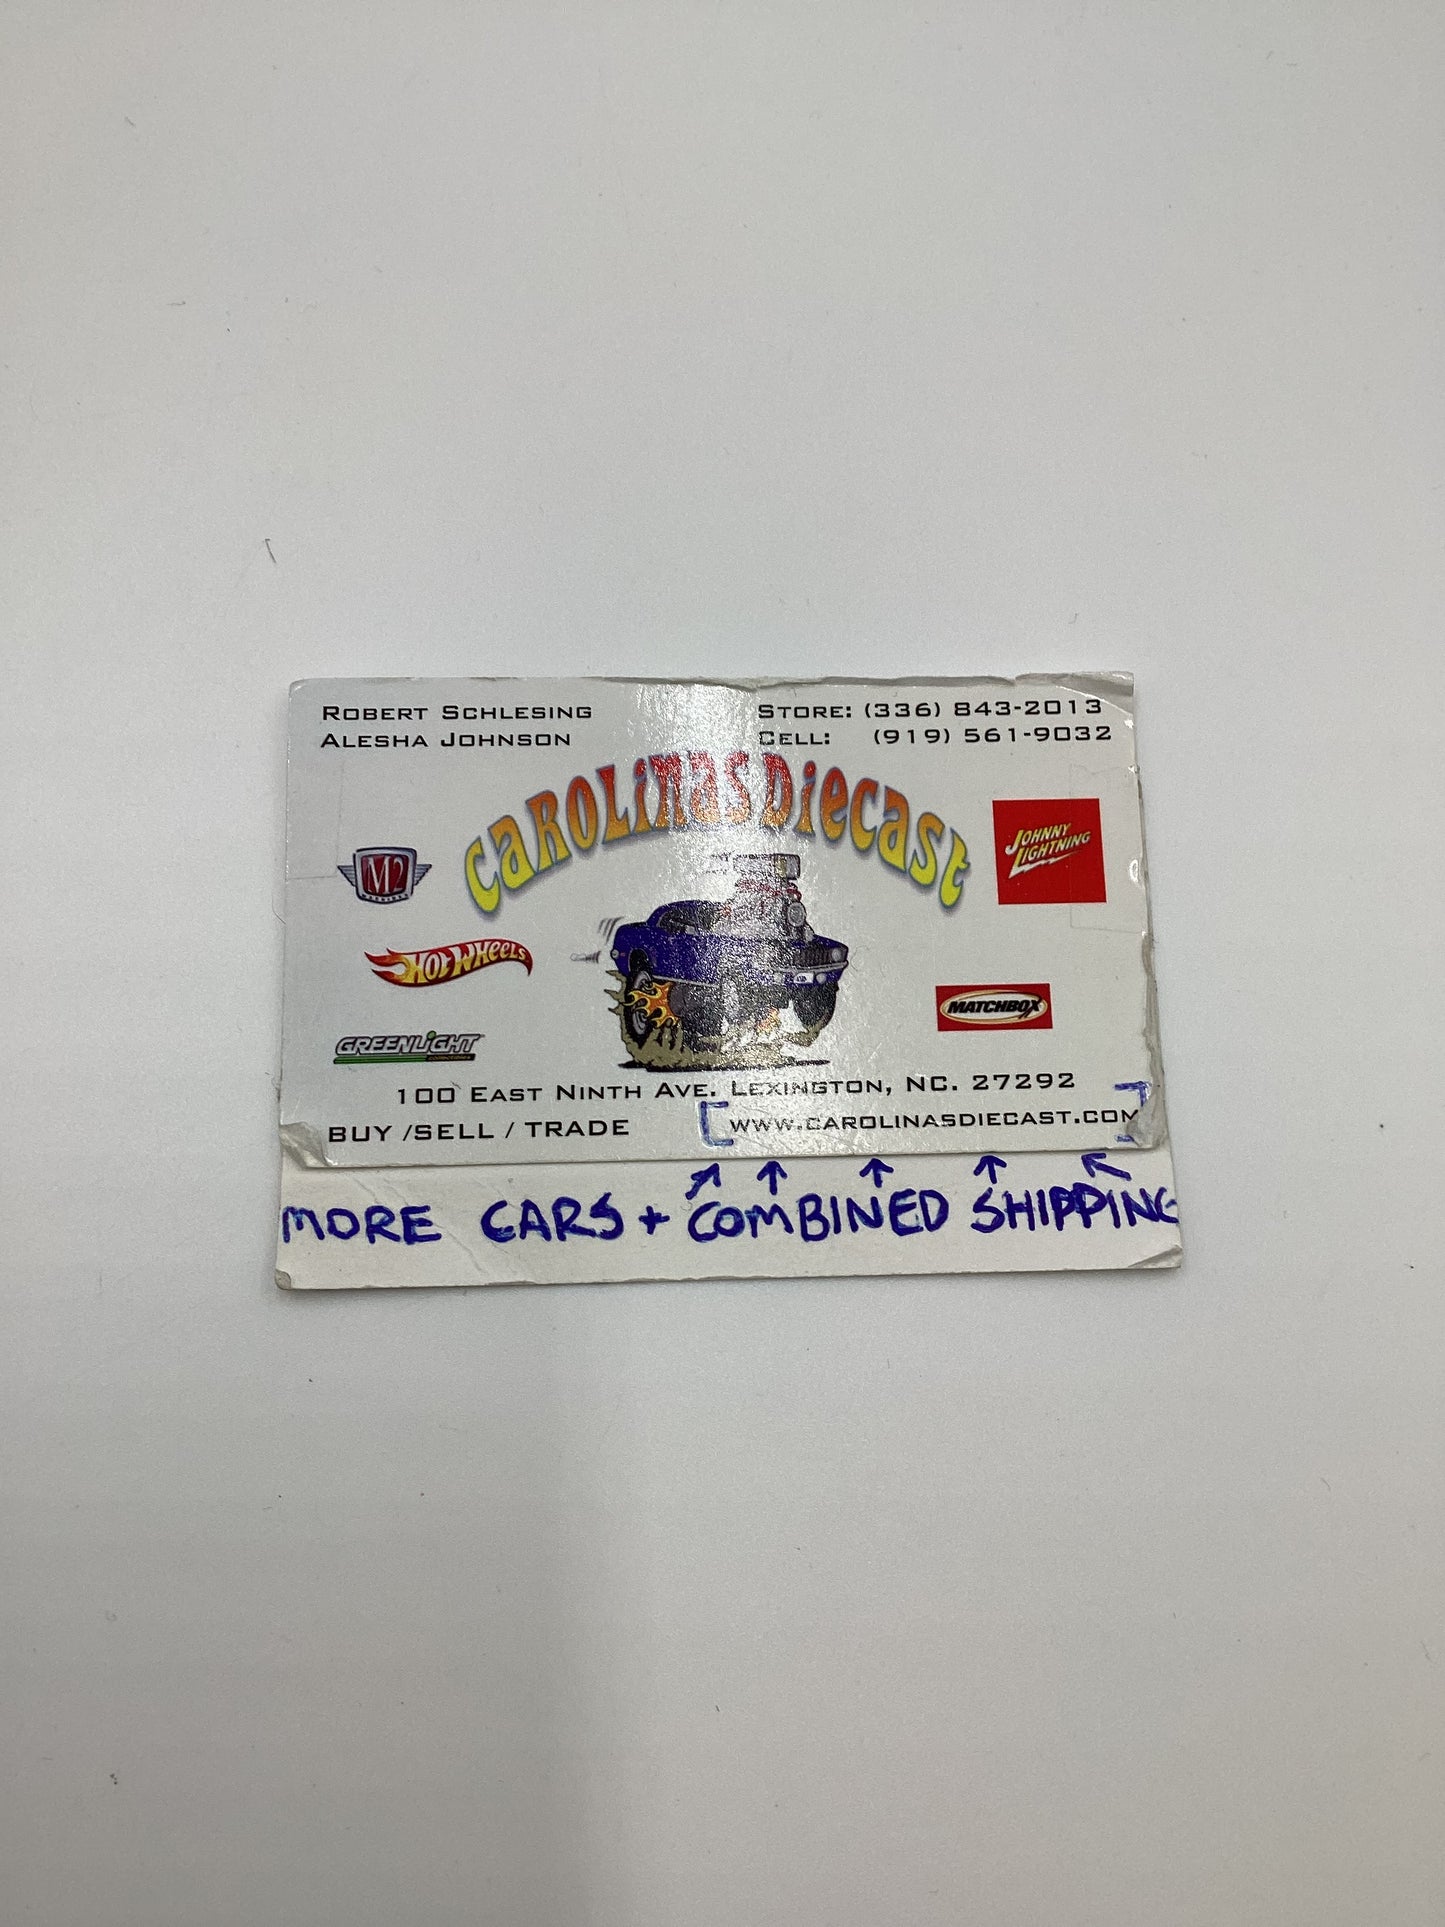 ROBERT SCHLESING
ALESHA JOHNSON
STORE: (336) 843-2013
CELL: (919) 561-9032
CAROLINAS DIECAST
M2
JOHNNY
LIGHTNING
HOT WHEELS
MATCHBOX
GREENLIGHT
100 EAST NINTH AVE. LEXINGTON, NC. 27292
BUY /SELL / TRADE
[WWW.CAROLINASDIECAST.COM]
MORE CARS + COMBINED SHIPPING